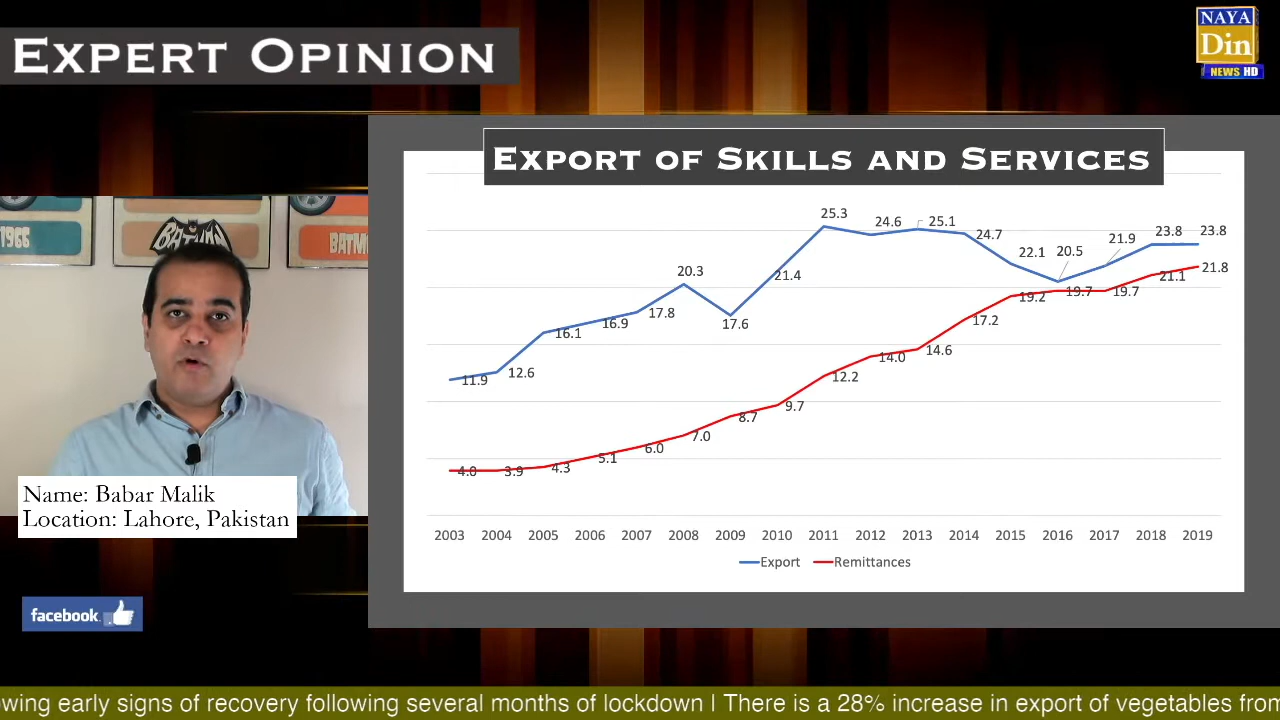 EXPERT OPINION
NAYA
Din
NEWS HD
EXPORT OF SKILLS AND SERVICES
1966
BATMAN
BATM
25.3
24.6
25.1
24.7
22.1
20.5
21.9
23.8
23.8
20.3
21.4
17.6
17.8
16.9
16.1
12.6
11.9
21.8
21.1
19.7
19.7
19.2
17.2
14.6
14.0
12.2
9.7
8.7
7.0
6.0
5.1
4.3
3.9
4.0
2003 2004 2005 2006 2007 2008 2009 2010 2011 2012 2013 2014 2015 2016 2017 2018 2019
Export Remittances
Name: Babar Malik
Location: Lahore, Pakistan
facebook
wing early signs of recovery following several months of lockdown | There is a 28% increase in export of vegetables from